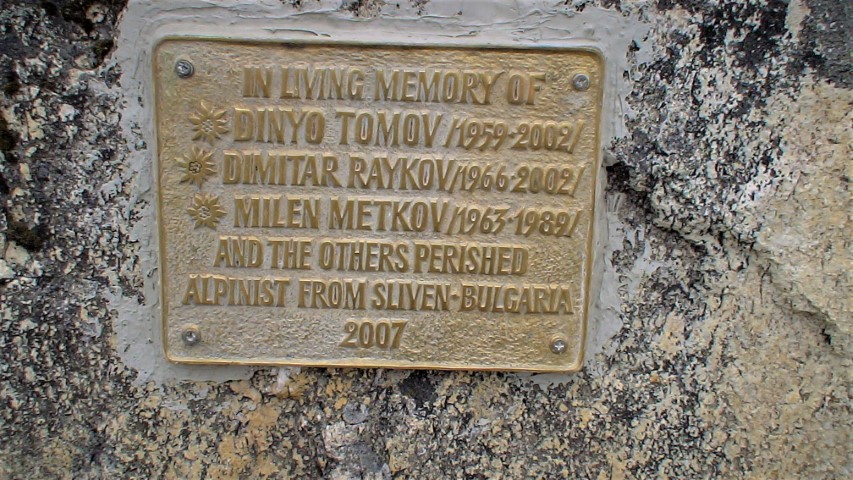 IN LIVING MEMORY OF
DINYO TOMOV /1959-2002/
DIMITAR RAYKOV /1966-2002/
MILEN METKOV /1963-1989/
AND THE OTHERS PERISHED
ALPINIST FROM SLIVEN-BULGARIA
2007